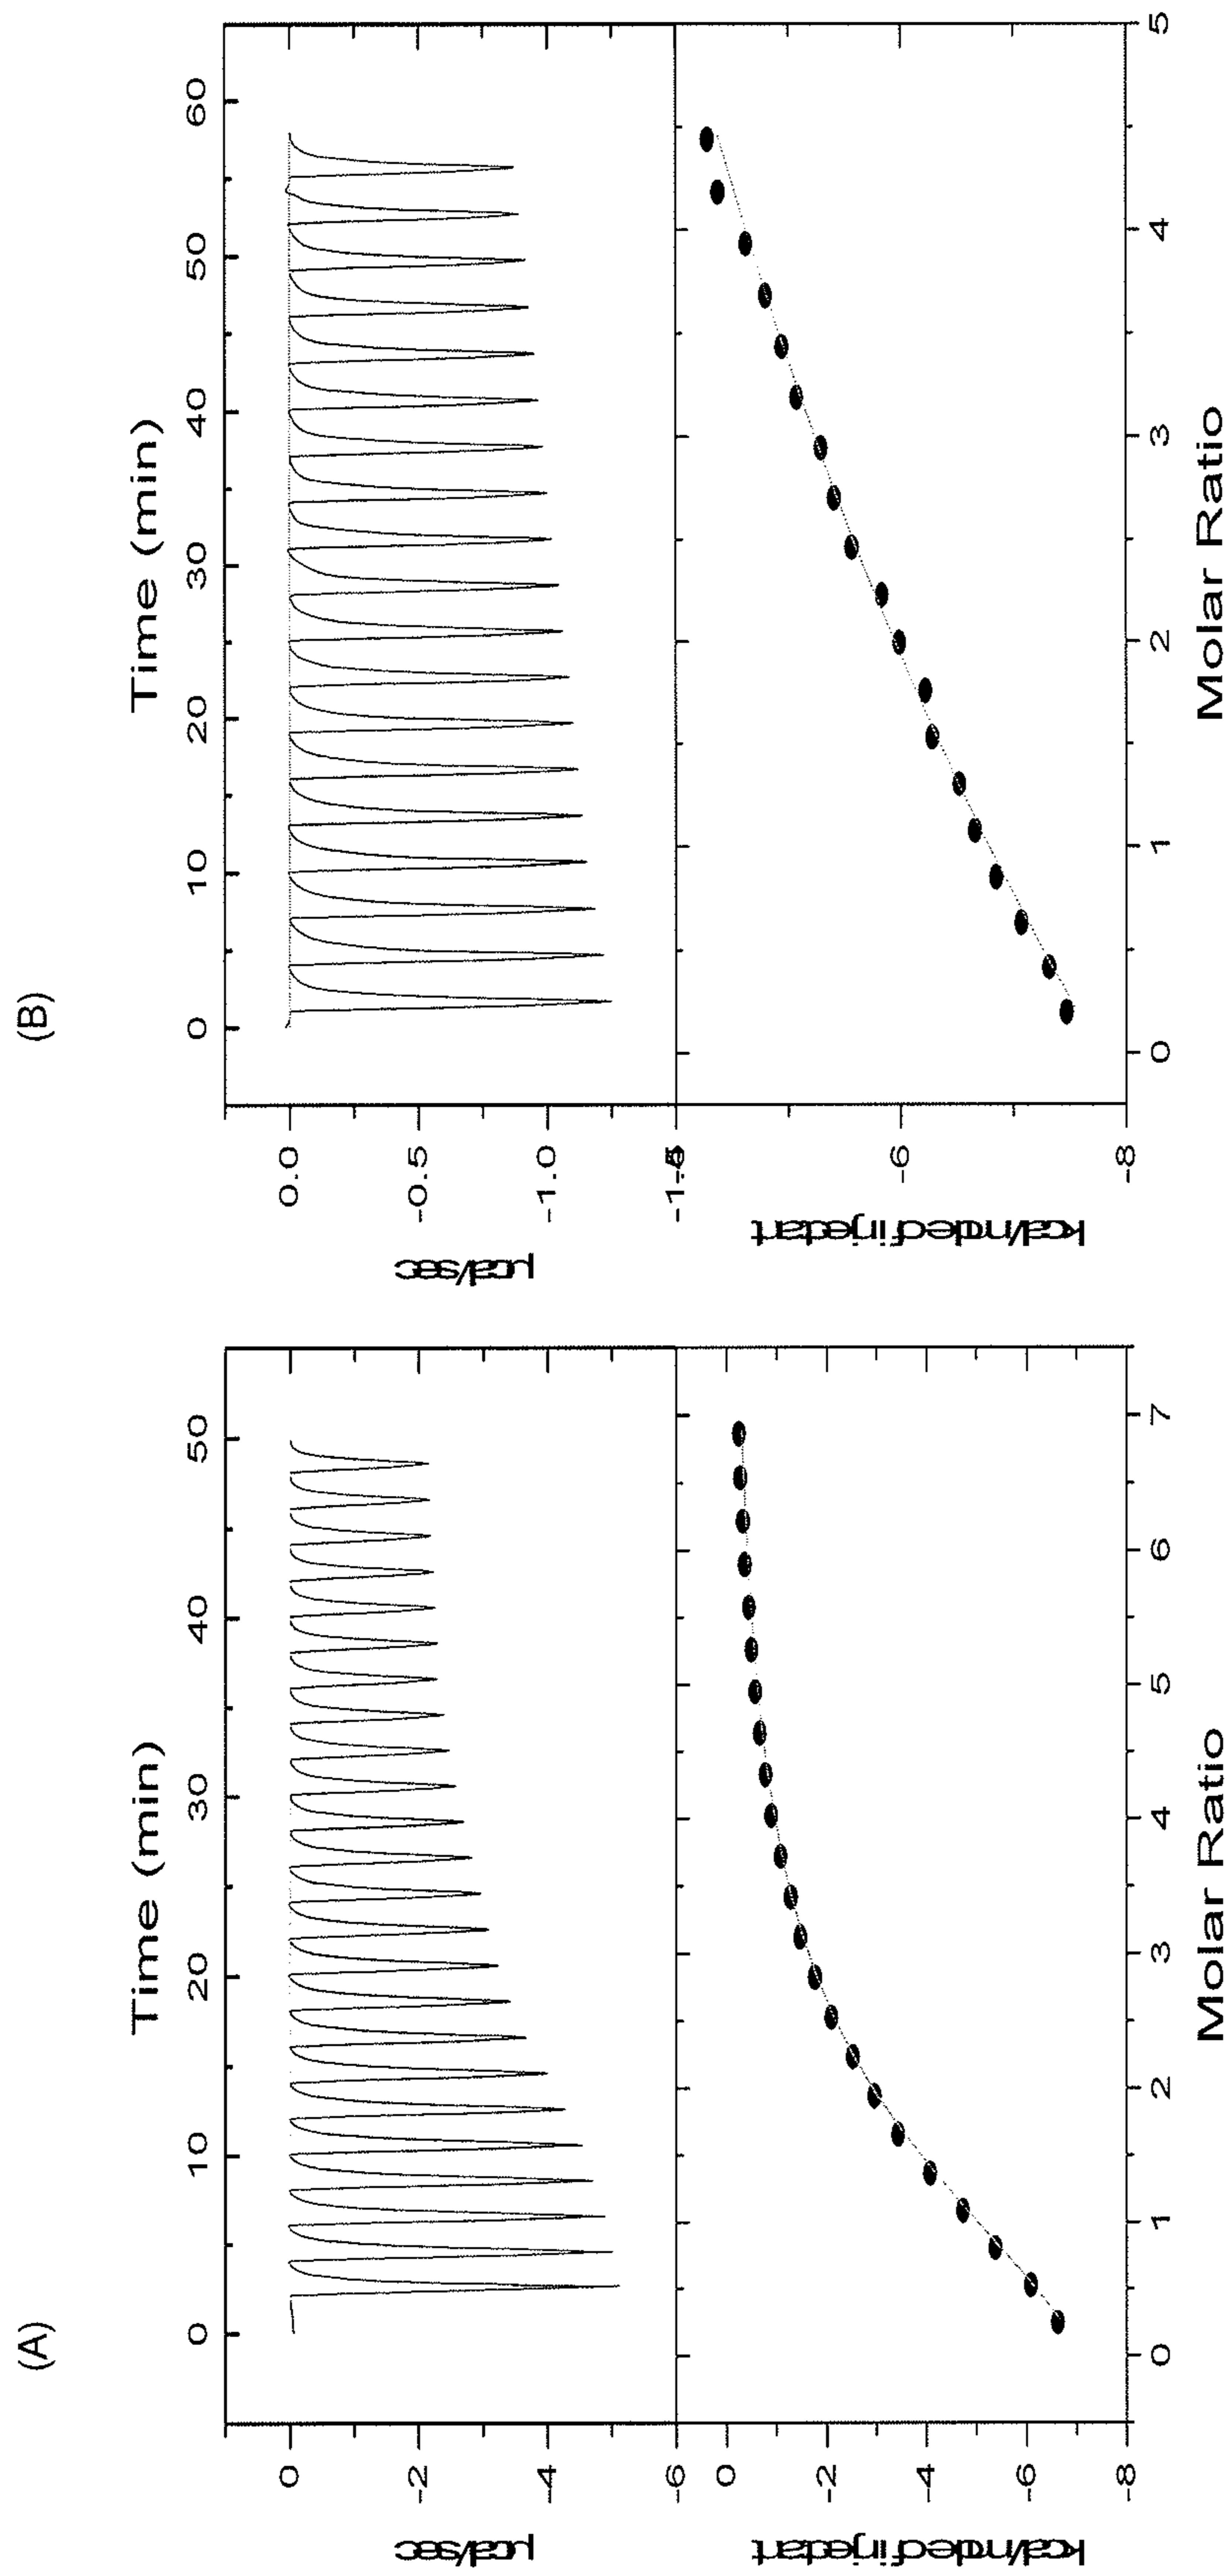 (A)
Time (min)
0 10 20 30 40 50
0
-2
-4
-6
µcal/sec
0
-2
-4
-6
-8
kcal/mole of injectant
0 1 2 3 4 5 6 7
Molar Ratio
(B)
Time (min)
0 10 20 30 40 50 60
0.0
-0.5
-1.0
-1.5
µcal/sec
-6
-8
kcal/mole of injectant
0 1 2 3 4 5
Molar Ratio